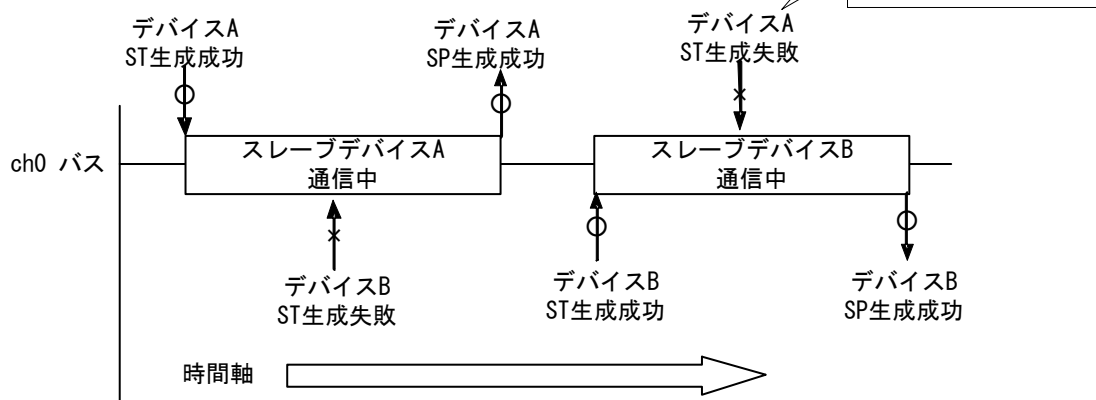 デバイスA
ST生成成功
デバイスA
SP生成成功
デバイスA
ST生成失敗
ch0 バス
スレーブデバイスA
通信中
スレーブデバイスB
通信中
デバイスB
ST生成失敗
デバイスB
ST生成成功
デバイスB
SP生成成功
時間軸